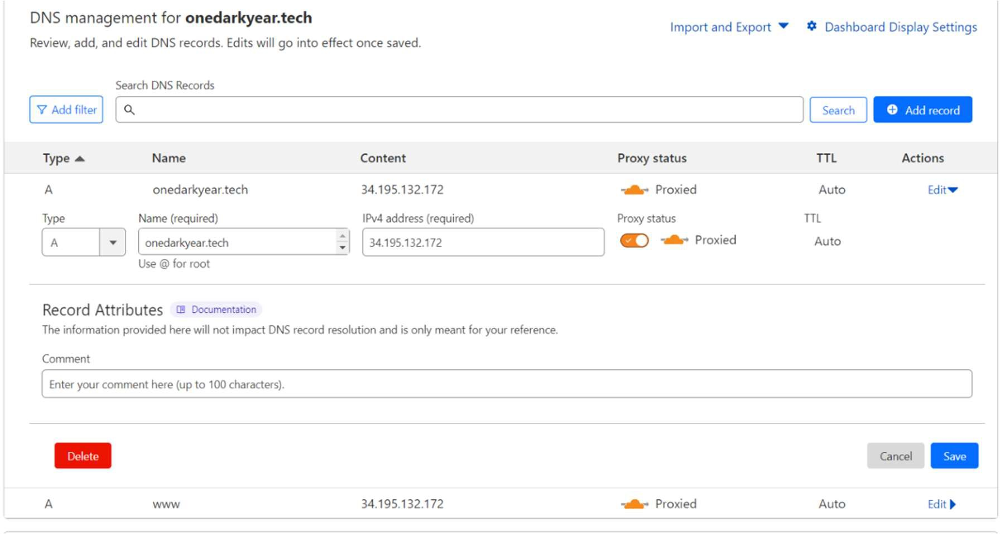 DNS management for onedarkyear.tech
Import and Export
Dashboard Display Settings
Review, add, and edit DNS records. Edits will go into effect once saved.
Search DNS Records
Add filter
Search
Add record
Type Name Content Proxy status TTL Actions
A onedarkyear.tech 34.195.132.172 Proxied Auto Edit
Type Name (required) IPv4 address (required) Proxy status TTL
A onedarkyear.tech 34.195.132.172 Proxied Auto
Use @ for root
Record Attributes Documentation
The information provided here will not impact DNS record resolution and is only meant for your reference.
Comment
Enter your comment here (up to 100 characters).
Delete Cancel Save
A www 34.195.132.172 Proxied Auto Edit